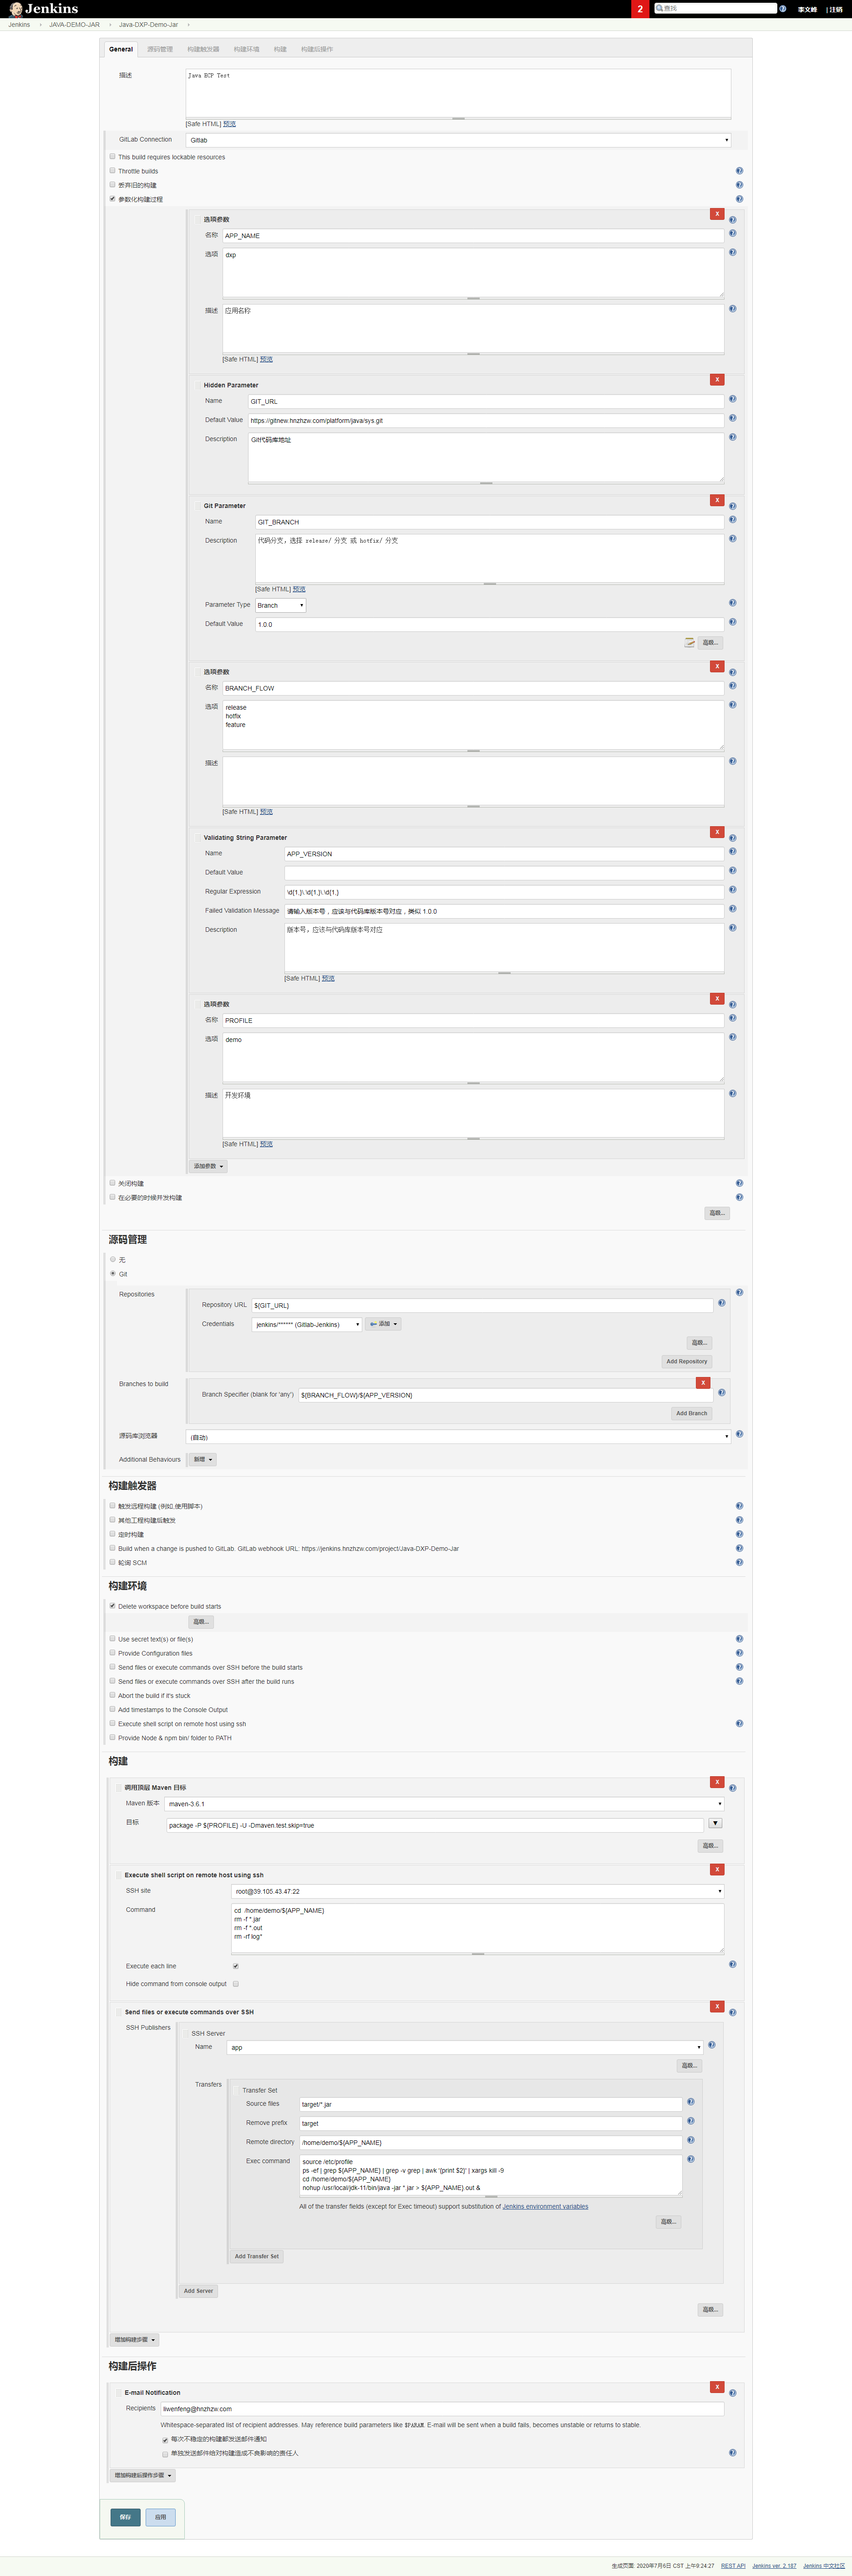 Jenkins
2
查找
李文峰
| 注销
Jenkins
JAVA-DEMO-JAR
Java-DXP-Demo-Jar
General
源码管理
构建触发器
构建环境
构建
构建后操作
描述
Java BCP Test
[Safe HTML] 预览
GitLab Connection
Gitlab
This build requires lockable resources
Throttle builds
丢弃旧的构建
参数化构建过程
选项参数
X
名称
APP_NAME
选项
dxp
描述
应用名称
[Safe HTML] 预览
Hidden Parameter
X
Name
GIT_URL
Default Value
https://gitnew.hnzhzw.com/platform/java/sys.git
Description
Git代码库地址
Git Parameter
X
Name
GIT_BRANCH
Description
代码分支，选择 release/ 分支 或 hotfix/ 分支
[Safe HTML] 预览
Parameter Type
Branch
Default Value
1.0.0
高级...
选项参数
X
名称
BRANCH_FLOW
选项
release
hotfix
feature
描述
[Safe HTML] 预览
Validating String Parameter
X
Name
APP_VERSION
Default Value
Regular Expression
\d{1,}\.\d{1,}\.\d{1,}
Failed Validation Message
请输入版本号，应该与代码库版本号对应，类似 1.0.0
Description
版本号，应该与代码库版本号对应
[Safe HTML] 预览
选项参数
X
名称
PROFILE
选项
demo
描述
开发环境
[Safe HTML] 预览
添加参数
关闭构建
在必要的时候并发构建
高级...
源码管理
无
Git
Repositories
Repository URL
${GIT_URL}
Credentials
jenkins/****** (Gitlab-Jenkins)
添加
高级...
Add Repository
Branches to build
X
Branch Specifier (blank for 'any')
${BRANCH_FLOW}/${APP_VERSION}
Add Branch
源码库浏览器
(自动)
Additional Behaviours
新增
构建触发器
触发远程构建 (例如,使用脚本)
其他工程构建后触发
定时构建
Build when a change is pushed to GitLab. GitLab webhook URL: https://jenkins.hnzhzw.com/project/Java-DXP-Demo-Jar
轮询 SCM
构建环境
Delete workspace before build starts
高级...
Use secret text(s) or file(s)
Provide Configuration files
Send files or execute commands over SSH before the build starts
Send files or execute commands over SSH after the build runs
Abort the build if it's stuck
Add timestamps to the Console Output
Execute shell script on remote host using ssh
Provide Node & npm bin/ folder to PATH
构建
调用顶层 Maven 目标
X
Maven 版本
maven-3.6.1
目标
package -P ${PROFILE} -U -Dmaven.test.skip=true
高级...
Execute shell script on remote host using ssh
X
SSH site
root@39.105.43.47:22
Command
cd /home/demo/${APP_NAME}
rm -f *.jar
rm -f *.out
rm -rf log*
Execute each line
Hide command from console output
Send files or execute commands over SSH
X
SSH Publishers
SSH Server
Name
app
高级...
Transfers
Transfer Set
Source files
target/*.jar
Remove prefix
target
Remote directory
/home/demo/${APP_NAME}
Exec command
source /etc/profile
ps -ef | grep ${APP_NAME} | grep -v grep | awk '{print $2}' | xargs kill -9
cd /home/demo/${APP_NAME}
nohup /usr/local/jdk-11/bin/java -jar *.jar > ${APP_NAME}.out &
All of the transfer fields (except for Exec timeout) support substitution of Jenkins environment variables
高级...
Add Transfer Set
Add Server
高级...
增加构建步骤
构建后操作
E-mail Notification
X
Recipients
liwenfeng@hnzhzw.com
Whitespace-separated list of recipient addresses. May reference build parameters like $PARAM. E-mail will be sent when a build fails, becomes unstable or returns to stable.
每次不稳定的构建都发送邮件通知
单独发送邮件给对构建造成不良影响的责任人
增加构建后操作步骤
保存
应用
生成页面: 2020年7月6日 CST 上午9:24:27
REST API
Jenkins ver. 2.187
Jenkins 中文社区